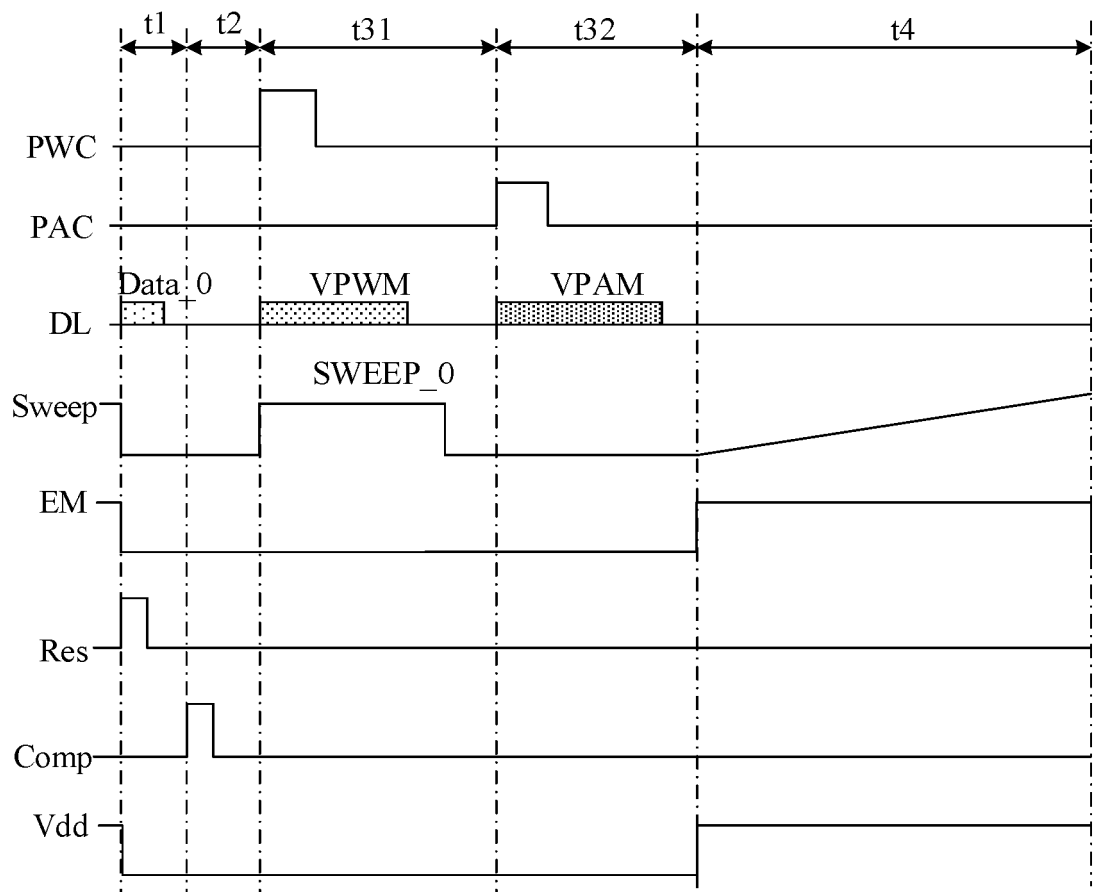 t1 t2 t31 t32 t4
PWC
PAC
Data_0 VPWM VPAM
DL
SWEEP_0
Sweep
EM
Res
Comp
Vdd